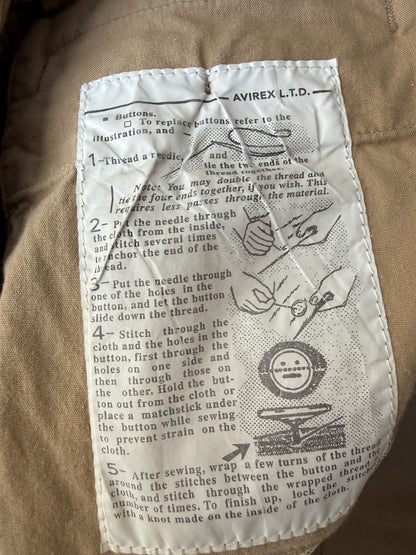 AVIREX L.T.D.
▪ Buttons.
□ To replace buttons refer to the
illustration, and
1-Thread a needle, and
tie the two ends of the
thread together.
Note: You may double the thread and
tie the four ends together, if you wish. This
requires less passes through the material.
2- Put the needle through
the cloth from the inside,
and stitch several times
anchor the end of the
thread.
3- Put the needle through
one of the holes in the
button, and let the button
slide down the thread.
4- Stitch through the
cloth and the holes in the
button, first through the
holes on one side and
then through those on
the other. Hold the but-
ton out from the cloth or
place a matchstick under
the button while sewing
to prevent strain on the
cloth.
5- After sewing, wrap a few turns of the thread
around the stitches between the button and the
cloth, and stitch through the wrapped thread
number of times. To finish up, lock the stitch
with a knot made on the inside of the cloth.